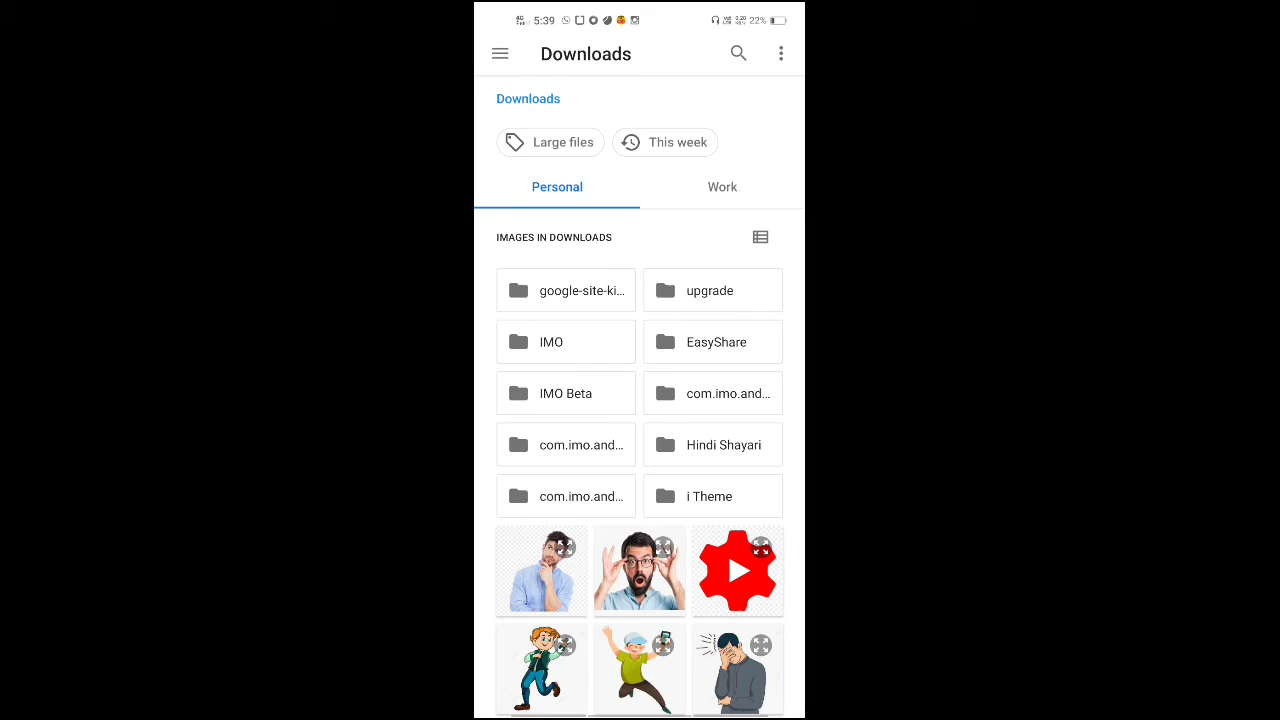 5:39 22%
Downloads
Downloads
Large files This week
Personal Work
IMAGES IN DOWNLOADS
google-site-ki... upgrade
IMO EasyShare
IMO Beta com.imo.and...
com.imo.and... Hindi Shayari
com.imo.and... i Theme